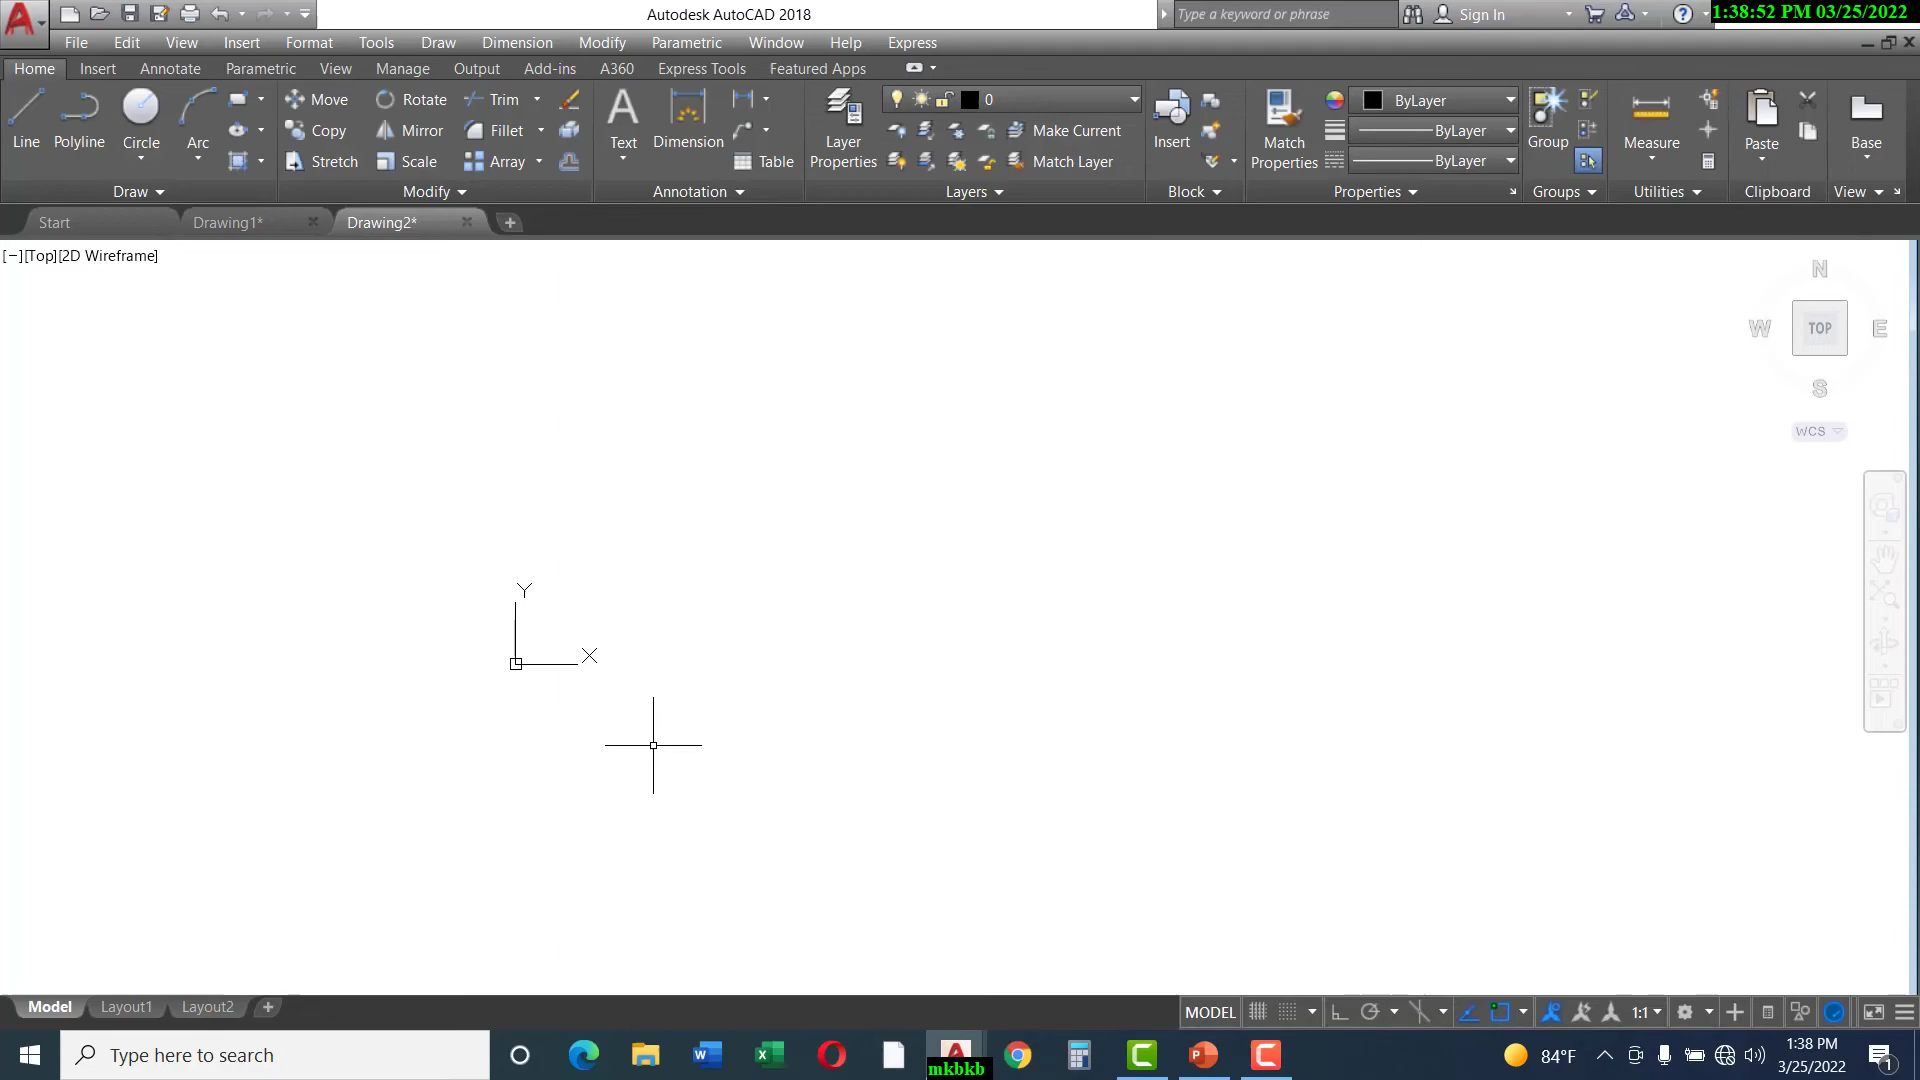 Autodesk AutoCAD 2018
Type a keyword or phrase
Sign In
1:38:52 PM 03/25/2022
File Edit View Insert Format Tools Draw Dimension Modify Parametric Window Help Express
Home Insert Annotate Parametric View Manage Output Add-ins A360 Express Tools Featured Apps
Line Polyline Circle Arc
Move Rotate Trim
Copy Mirror Fillet
Stretch Scale Array
Text Dimension Table
Layer Properties
0
Make Current
Match Layer
Insert
Match Properties
ByLayer
ByLayer
ByLayer
Group
Measure
Paste
Base
Draw Modify Annotation Layers Block Properties Groups Utilities Clipboard View
Start Drawing1* Drawing2*
[−][Top][2D Wireframe]
N
W TOP E
S
WCS
Y
X
Model Layout1 Layout2
MODEL 1:1
Type here to search
mkbkb
84°F
1:38 PM
3/25/2022
1